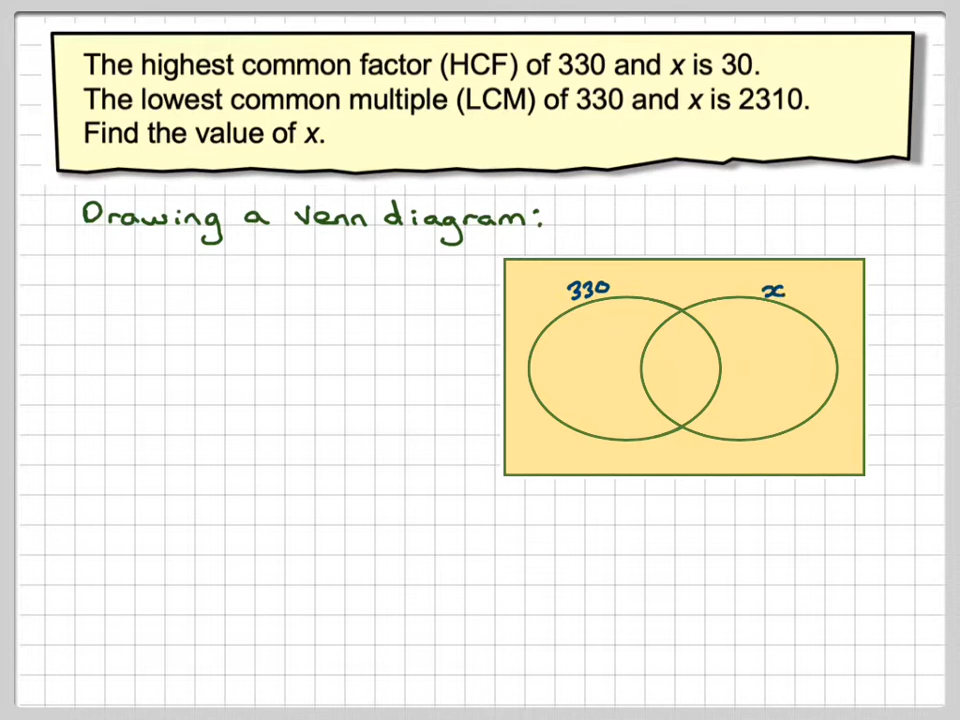 The highest common factor (HCF) of 330 and x is 30.
The lowest common multiple (LCM) of 330 and x is 2310.
Find the value of x.
Drawing a venn diagram:
330 x